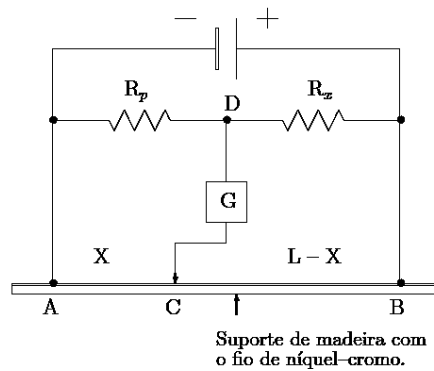 − +
R_p D R_x
G
X L − X
A C B
Suporte de madeira com
o fio de níquel–cromo.